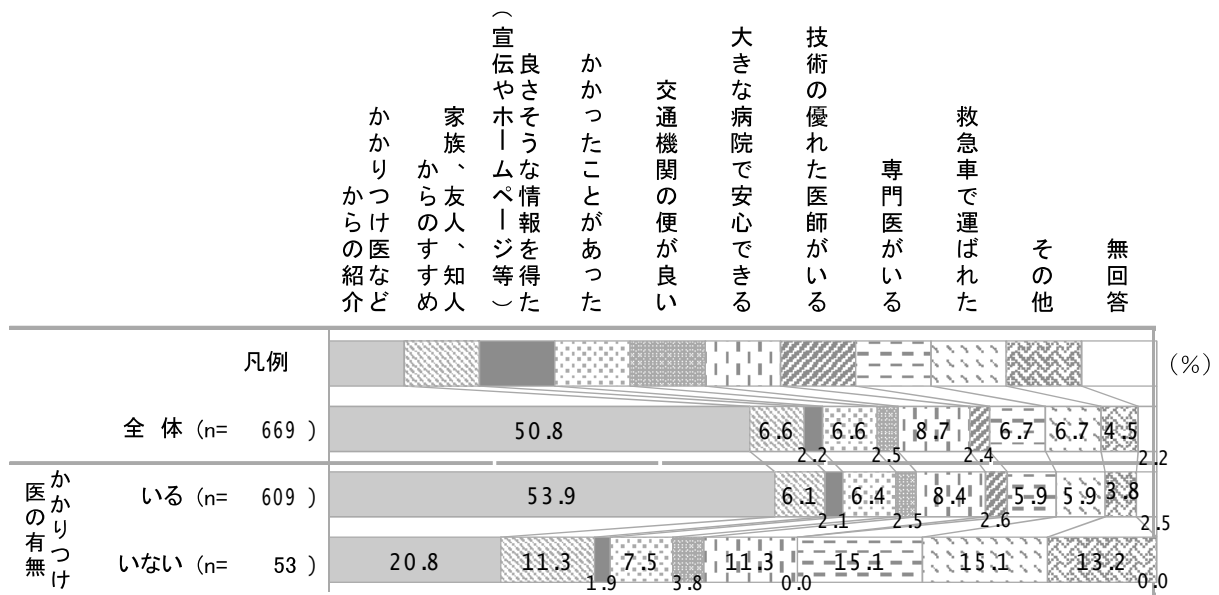 かかりつけ医など
からの紹介
家族、友人、知人
からのすすめ
良さそうな情報を得た
（宣伝やホームページ等）
かかったことがあった
交通機関の便が良い
大きな病院で安心できる
技術の優れた医師がいる
専門医がいる
救急車で運ばれた
その他
無回答
凡例
(%)
全 体 (n= 669 )
50.8 6.6 2.2 6.6 2.5 8.7 2.4 6.7 6.7 4.5 2.2
かかりつけ
医の有無
いる (n= 609 )
53.9 6.1 2.1 6.4 2.5 8.4 2.6 5.9 5.9 3.8 2.5
いない (n= 53 )
20.8 11.3 1.9 7.5 3.8 11.3 0.0 15.1 15.1 13.2 0.0